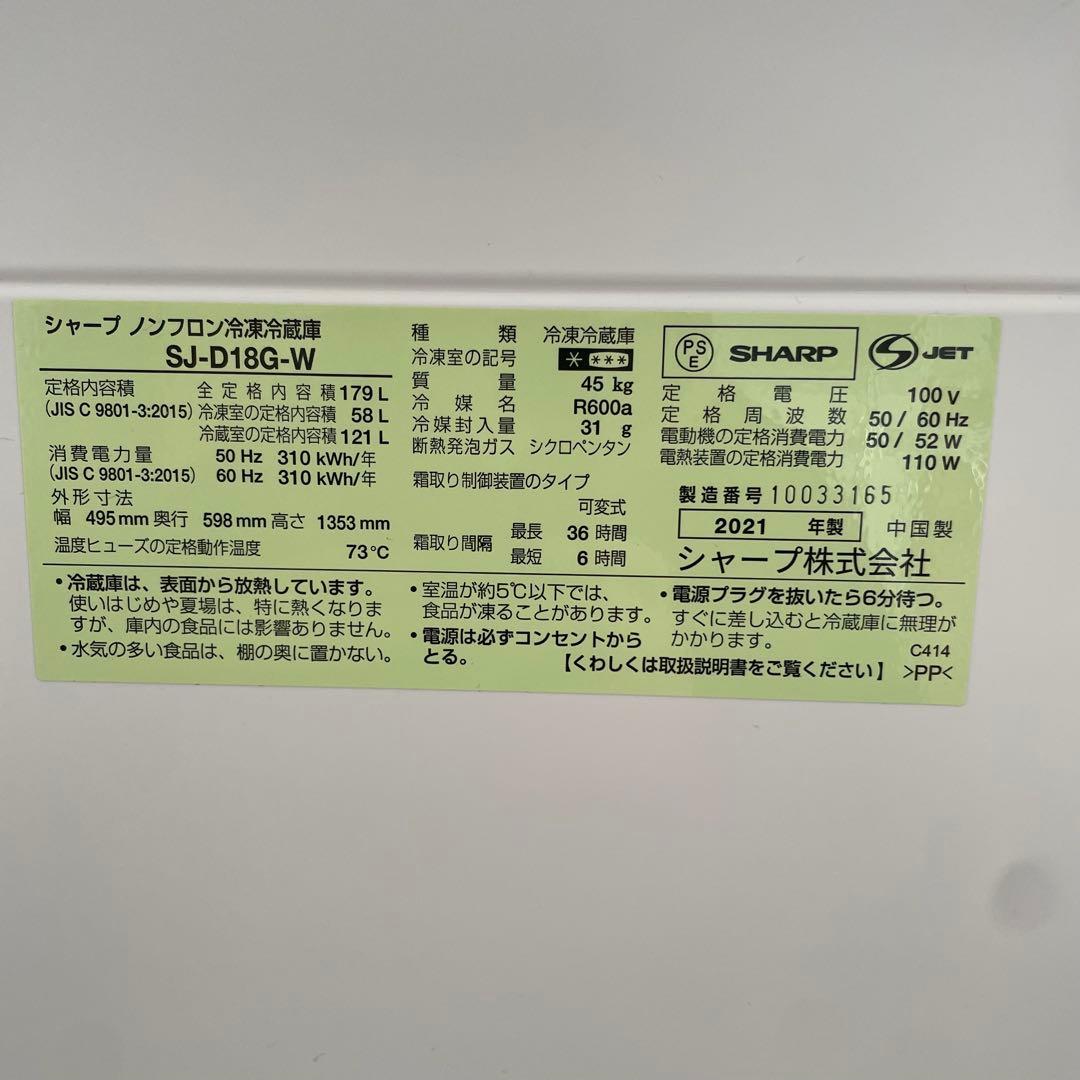 シャープ ノンフロン冷凍冷蔵庫
SJ-D18G-W
定格内容積 全定格内容積 179 L
(JIS C 9801-3:2015) 冷凍室の定格内容積 58 L
冷蔵室の定格内容積 121 L
消費電力量 50 Hz 310 kWh/年
(JIS C 9801-3:2015) 60 Hz 310 kWh/年
外形寸法
幅 495 mm 奥行 598 mm 高さ 1353 mm
温度ヒューズの定格動作温度 73℃
種類 冷凍冷蔵庫
冷凍室の記号 * ***
質量 45 kg
冷媒名 R600a
冷媒封入量 31 g
断熱発泡ガス シクロペンタン
霜取り制御装置のタイプ
可変式
霜取り間隔 最長 36 時間
最短 6 時間
PSE SHARP S JET
定格電圧 100 V
定格周波数 50 / 60 Hz
電動機の定格消費電力 50 / 52 W
電熱装置の定格消費電力 110 W
製造番号 10033165
2021 年製 中国製
シャープ株式会社
・冷蔵庫は、表面から放熱しています。
使いはじめや夏場は、特に熱くなりま
すが、庫内の食品には影響ありません。
・水気の多い食品は、棚の奥に置かない。
・室温が約5℃以下では、
食品が凍ることがあります。
・電源は必ずコンセントから
とる。
・電源プラグを抜いたら6分待つ。
すぐに差し込むと冷蔵庫に無理が
かかります。
C414
【くわしくは取扱説明書をご覧ください】 >PP<